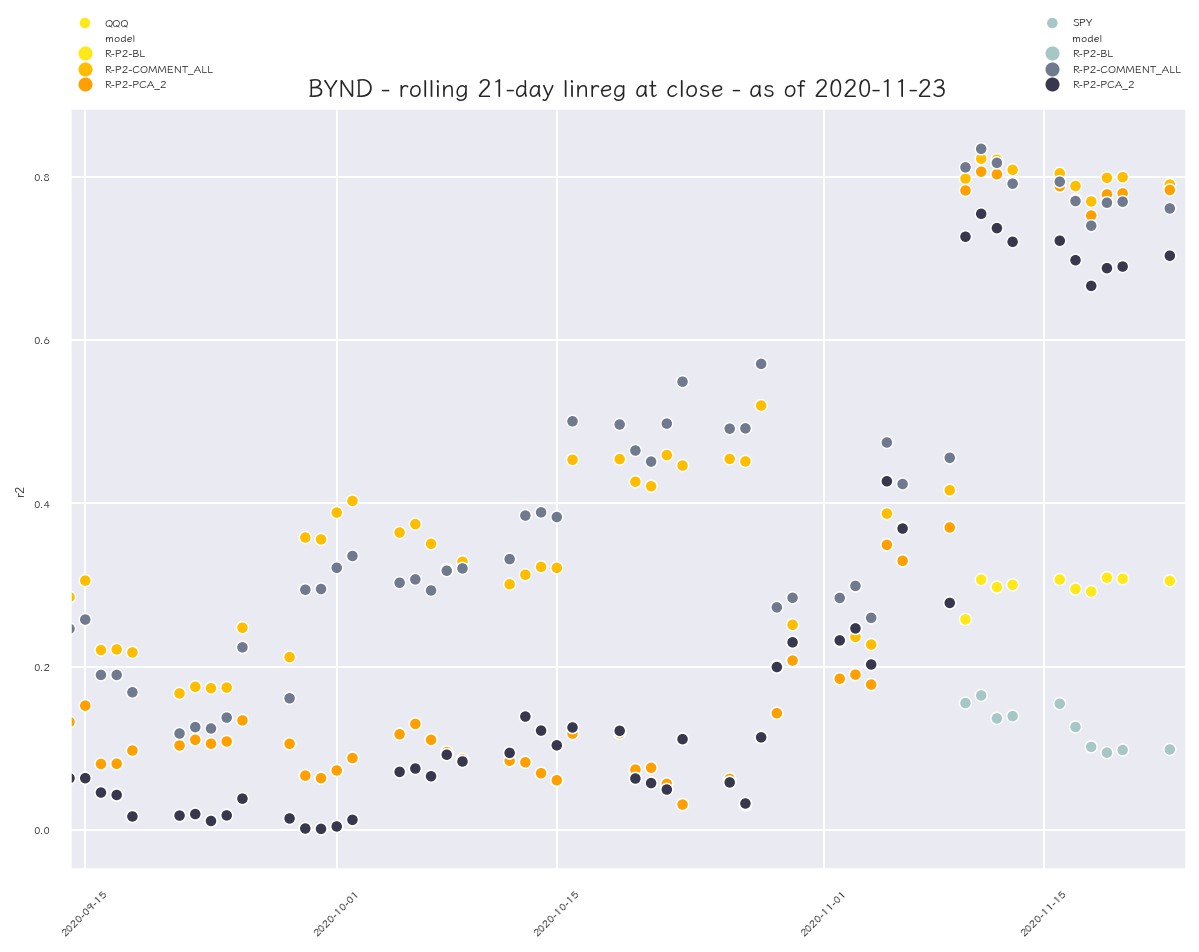 QQQ
model
R-P2-BL
R-P2-COMMENT_ALL
R-P2-PCA_2
SPY
model
R-P2-BL
R-P2-COMMENT_ALL
R-P2-PCA_2
BYND - rolling 21-day linreg at close - as of 2020-11-23
r2
0.8
0.6
0.4
0.2
0.0
2020-09-15
2020-10-01
2020-10-15
2020-11-01
2020-11-15